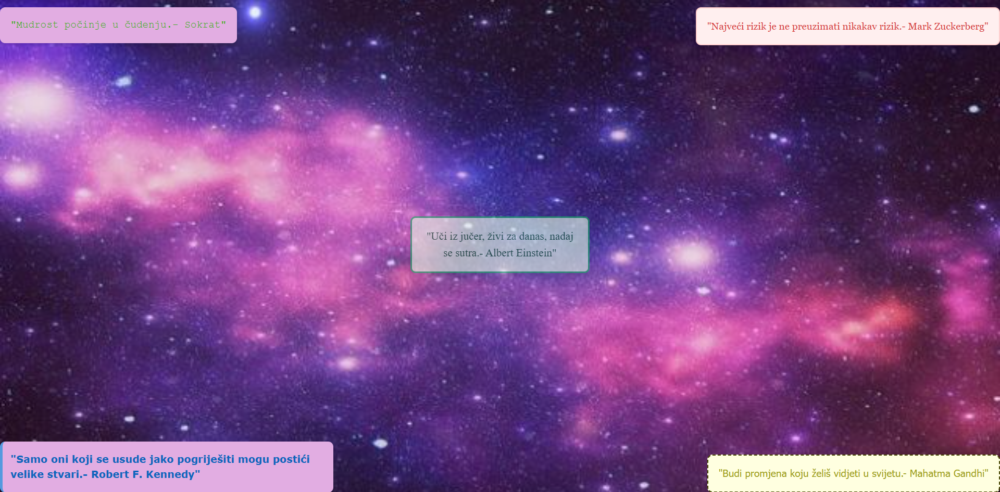 "Mudrost počinje u čuđenju.- Sokrat"
"Najveći rizik je ne preuzimati nikakav rizik.- Mark Zuckerberg"
"Uči iz jučer, živi za danas, nadaj
se sutra.- Albert Einstein"
"Samo oni koji se usude jako pogriješiti mogu postići
velike stvari.- Robert F. Kennedy"
"Budi promjena koju želiš vidjeti u svijetu.- Mahatma Gandhi"